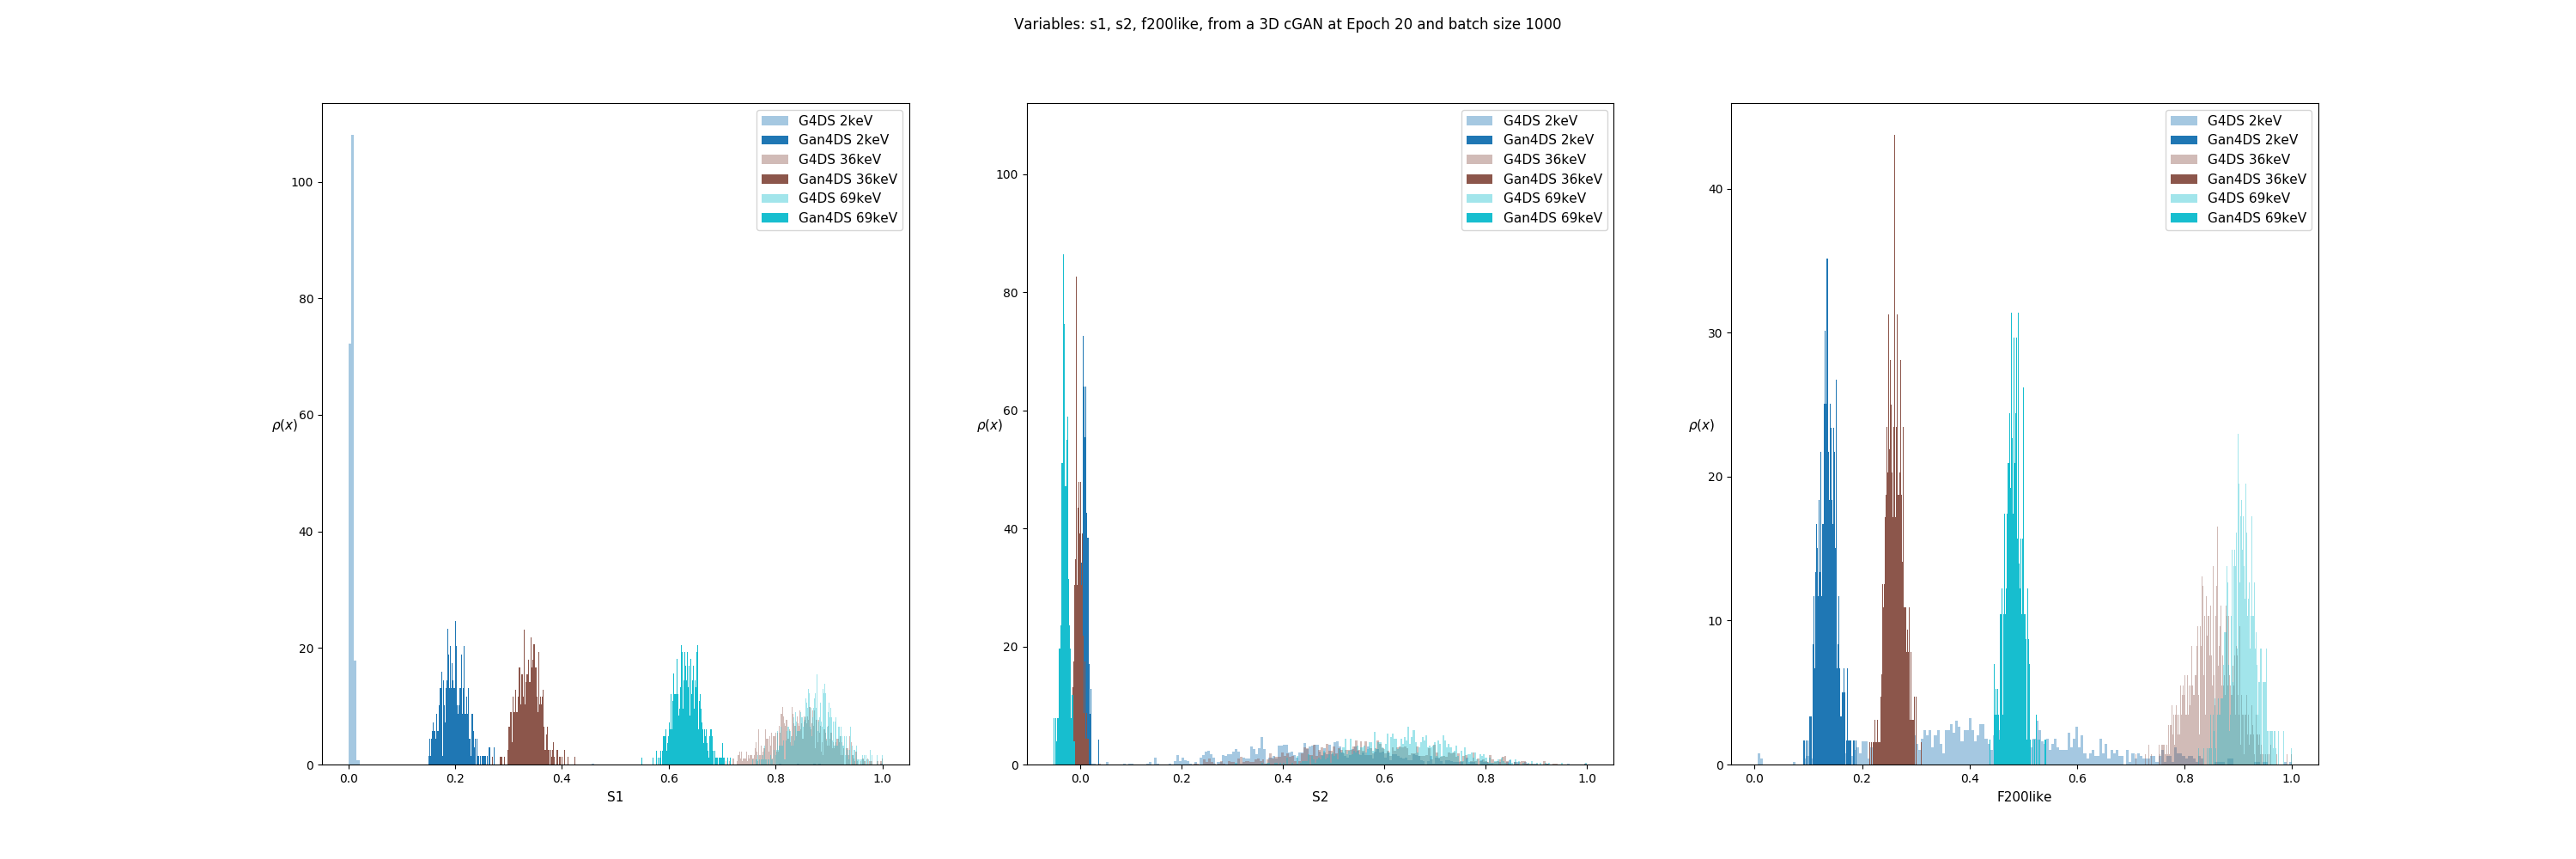 Variables: s1, s2, f200like, from a 3D cGAN at Epoch 20 and batch size 1000
G4DS 2keV
Gan4DS 2keV
G4DS 36keV
Gan4DS 36keV
G4DS 69keV
Gan4DS 69keV
100
80
60
40
20
0
ρ(x)
0.0 0.2 0.4 0.6 0.8 1.0
S1
G4DS 2keV
Gan4DS 2keV
G4DS 36keV
Gan4DS 36keV
G4DS 69keV
Gan4DS 69keV
100
80
60
40
20
0
ρ(x)
0.0 0.2 0.4 0.6 0.8 1.0
S2
G4DS 2keV
Gan4DS 2keV
G4DS 36keV
Gan4DS 36keV
G4DS 69keV
Gan4DS 69keV
40
30
20
10
0
ρ(x)
0.0 0.2 0.4 0.6 0.8 1.0
F200like